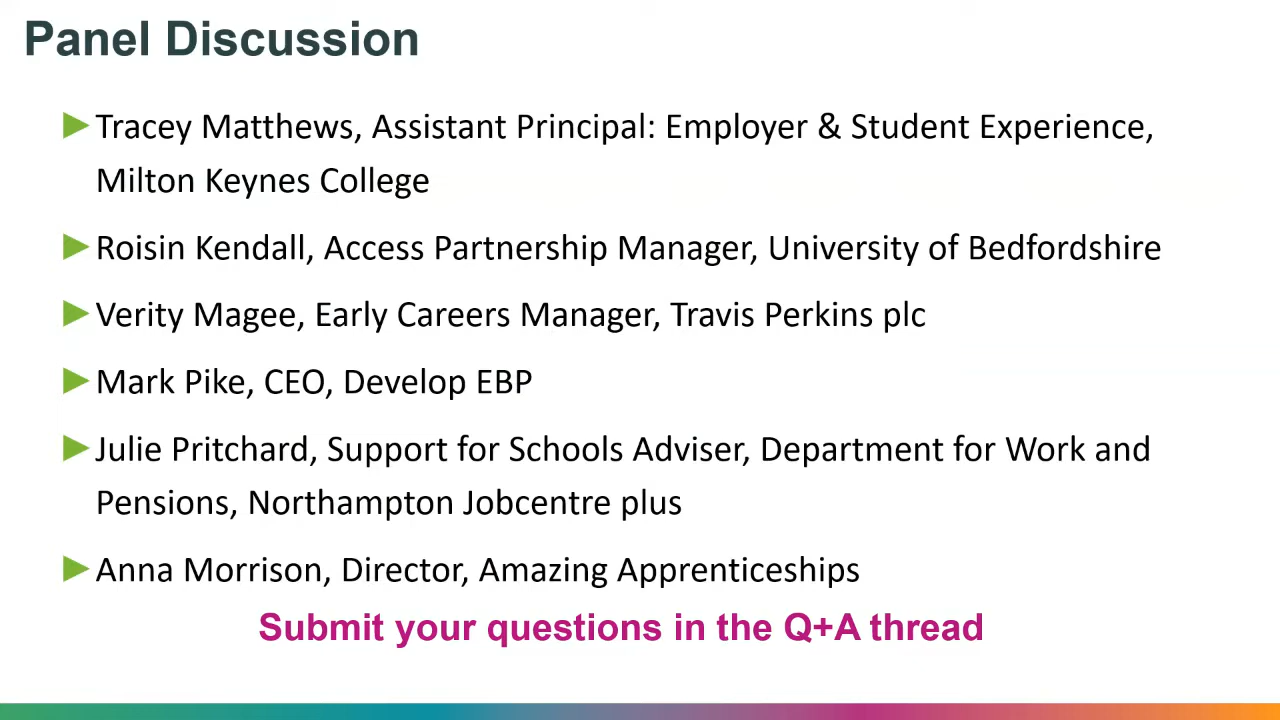 Panel Discussion
Tracey Matthews, Assistant Principal: Employer & Student Experience,
Milton Keynes College
Roisin Kendall, Access Partnership Manager, University of Bedfordshire
Verity Magee, Early Careers Manager, Travis Perkins plc
Mark Pike, CEO, Develop EBP
Julie Pritchard, Support for Schools Adviser, Department for Work and
Pensions, Northampton Jobcentre plus
Anna Morrison, Director, Amazing Apprenticeships
Submit your questions in the Q+A thread